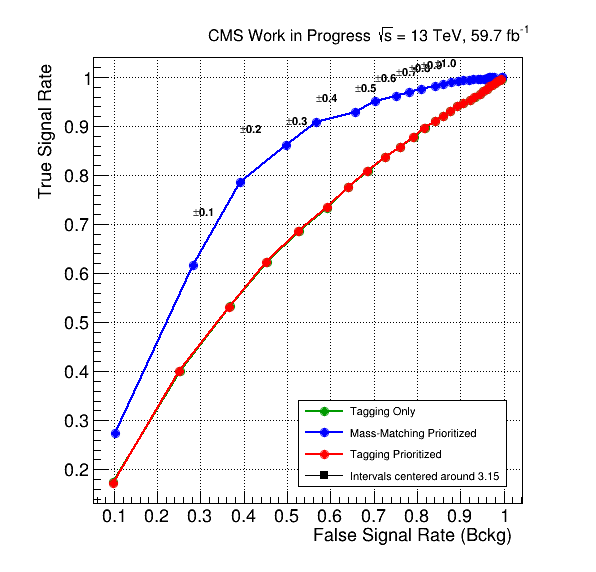 CMS Work in Progress √s = 13 TeV, 59.7 fb⁻¹
True Signal Rate
1
0.9
0.8
0.7
0.6
0.5
0.4
0.3
0.2
±0.1
±0.2
±0.3
±0.4
±0.5
±0.6
±0.7
±0.8
±0.9
±1.0
Tagging Only
Mass-Matching Prioritized
Tagging Prioritized
Intervals centered around 3.15
0.1 0.2 0.3 0.4 0.5 0.6 0.7 0.8 0.9 1
False Signal Rate (Bckg)